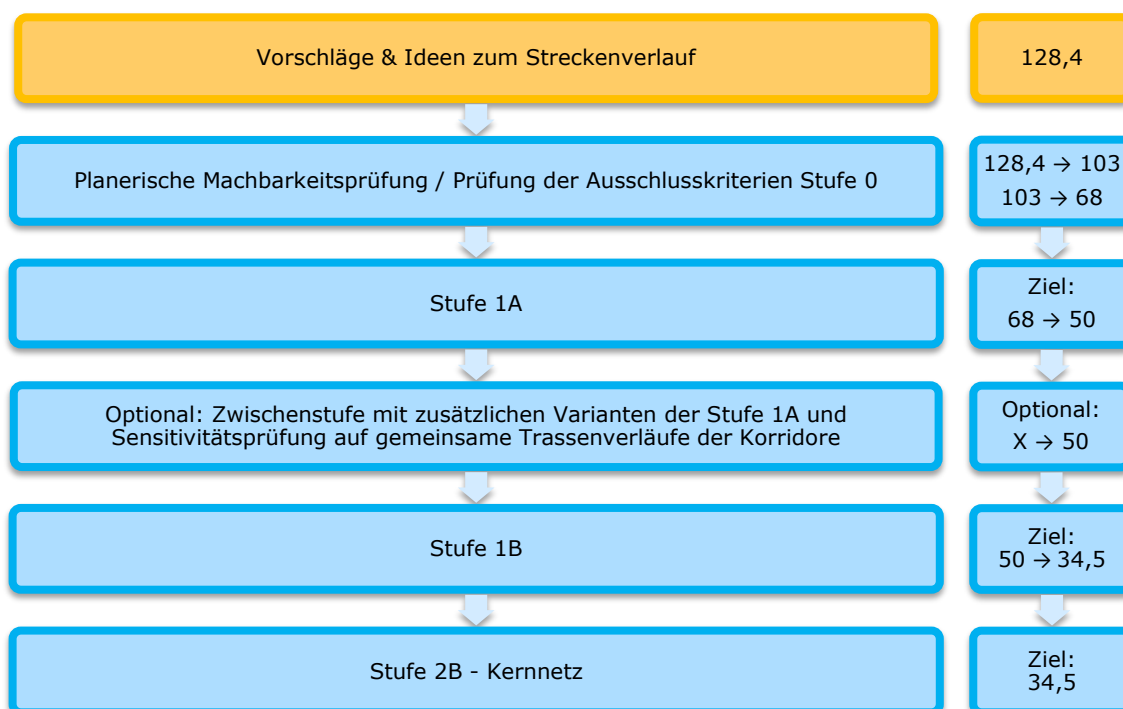 Vorschläge & Ideen zum Streckenverlauf
128,4
Planerische Machbarkeitsprüfung / Prüfung der Ausschlusskriterien Stufe 0
128,4 → 103
103 → 68
Stufe 1A
Ziel:
68 → 50
Optional: Zwischenstufe mit zusätzlichen Varianten der Stufe 1A und
Sensitivitätsprüfung auf gemeinsame Trassenverläufe der Korridore
Optional:
X → 50
Stufe 1B
Ziel:
50 → 34,5
Stufe 2B - Kernnetz
Ziel:
34,5